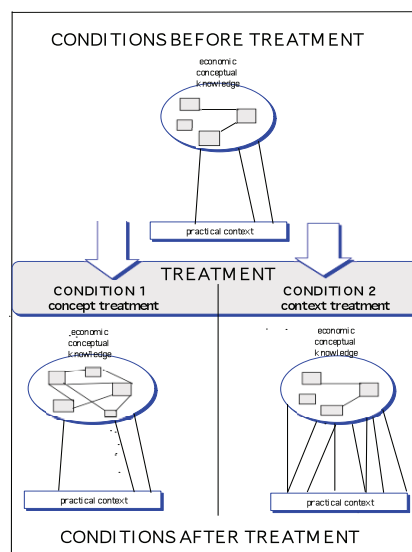 CONDITIONS BEFORE TREATMENT
economic
conceptual
knowledge
practical context
TREATMENT
CONDITION 1
concept treatment
CONDITION 2
context treatment
economic
conceptual
knowledge
economic
conceptual
knowledge
practical context
practical context
CONDITIONS AFTER TREATMENT